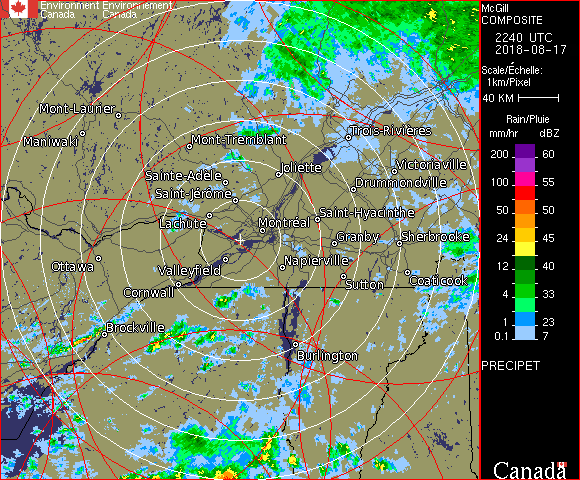 Environment Environnement
Canada Canada
McGill
COMPOSITE
2240 UTC
2018-08-17
Scale/Échelle:
1km/Pixel
40 KM
Rain/Pluie
mm/hr dBZ
200 60
100 55
50 50
24 45
12 40
4 33
1 23
0.1 7
PRECIPET
Canada
Mont-Laurier
Maniwaki
Mont-Tremblant
Trois-Rivières
Victoriaville
Joliette
Sainte-Adèle
Drummondville
Saint-Jérôme
Saint-Hyacinthe
Lachute
Montréal
Granby
Sherbrooke
Ottawa
Valleyfield
Napierville
Coaticook
Cornwall
Sutton
Brockville
Burlington